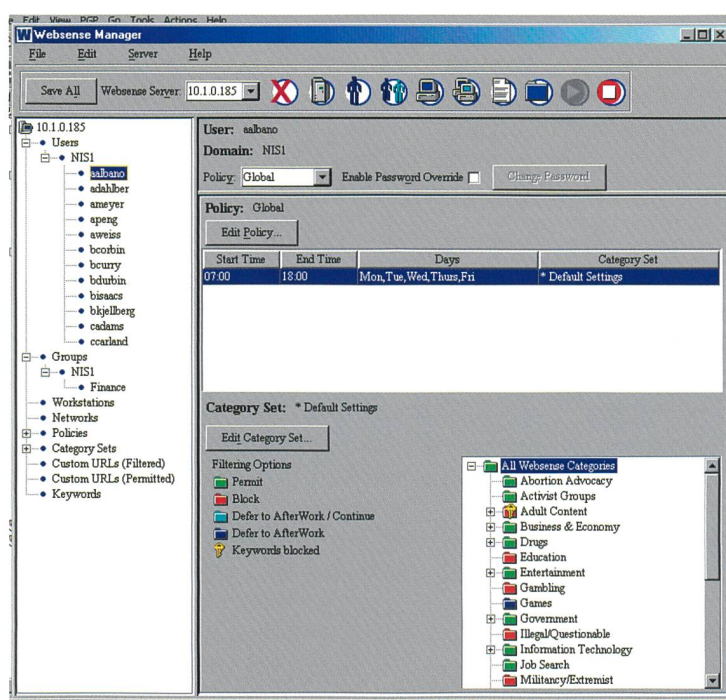 Edit View PGP Go Tools Actions Help
Websense Manager
File Edit Server Help
Save All Websense Server: 10.1.0.185
10.1.0.185
Users
NIS1
aalbano
adahlber
ameyer
apeng
aweiss
bcorbin
bcurry
bdurbin
bisaacs
bkjellberg
cadams
ccarland
Groups
NIS1
Finance
Workstations
Networks
Policies
Category Sets
Custom URLs (Filtered)
Custom URLs (Permitted)
Keywords
User: aalbano
Domain: NIS1
Policy: Global Enable Password Override Change Password
Policy: Global
Edit Policy...
Start Time End Time Days Category Set
07:00 18:00 Mon,Tue,Wed,Thurs,Fri * Default Settings
Category Set: * Default Settings
Edit Category Set...
Filtering Options
Permit
Block
Defer to AfterWork / Continue
Defer to AfterWork
Keywords blocked
All Websense Categories
Abortion Advocacy
Activist Groups
Adult Content
Business & Economy
Drugs
Education
Entertainment
Gambling
Games
Government
Illegal/Questionable
Information Technology
Job Search
Militancy/Extremist